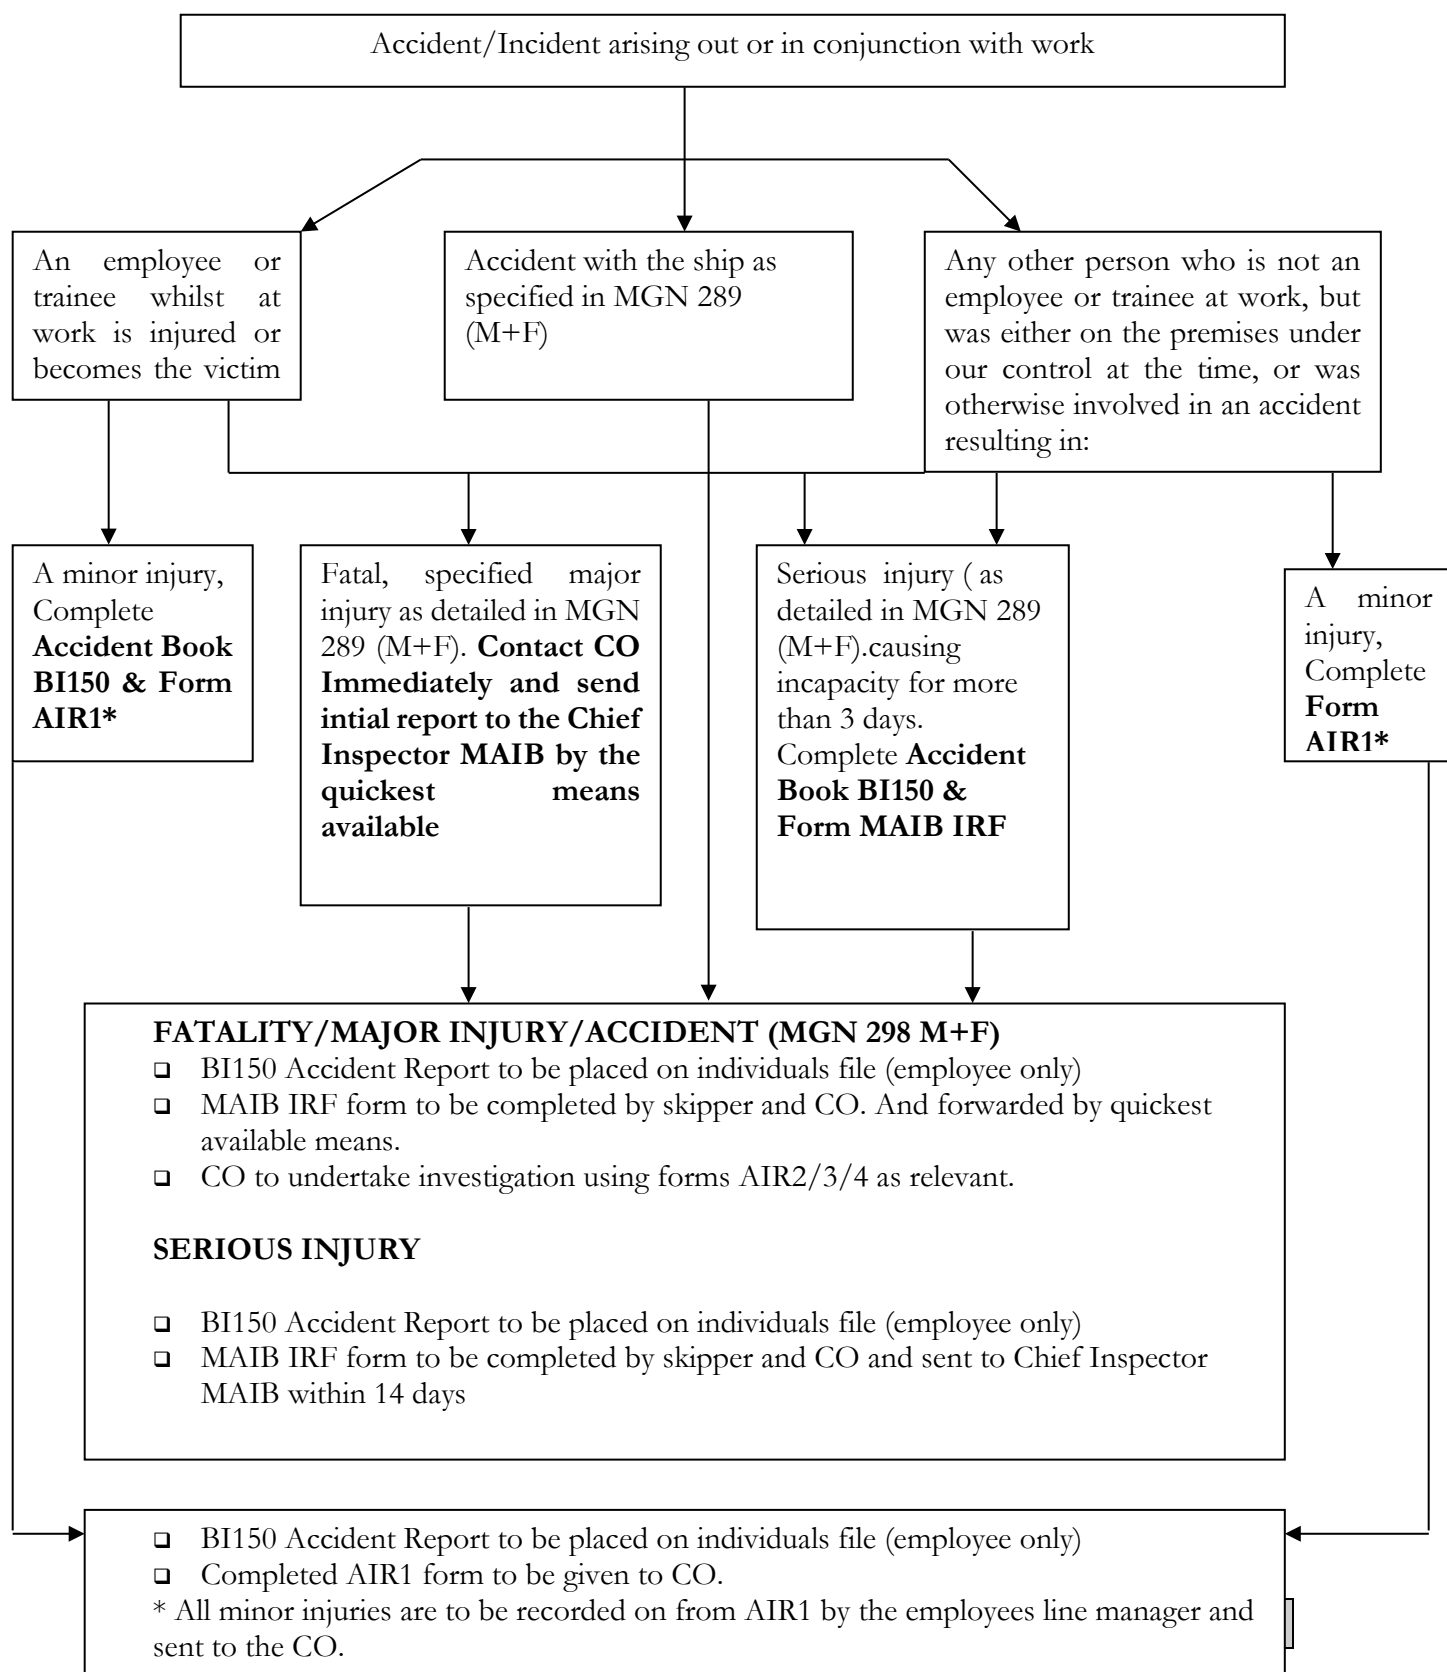 Accident/Incident arising out or in conjunction with work
An employee or
trainee whilst at
work is injured or
becomes the victim
Accident with the ship as
specified in MGN 289
(M+F)
Any other person who is not an
employee or trainee at work, but
was either on the premises under
our control at the time, or was
otherwise involved in an accident
resulting in:
A minor injury,
Complete
Accident Book
BI150 & Form
AIR1*
Fatal, specified major
injury as detailed in MGN
289 (M+F). Contact CO
Immediately and send
intial report to the Chief
Inspector MAIB by the
quickest means
available
Serious injury ( as
detailed in MGN 289
(M+F).causing
incapacity for more
than 3 days.
Complete Accident
Book BI150 &
Form MAIB IRF
A minor
injury,
Complete
Form
AIR1*
FATALITY/MAJOR INJURY/ACCIDENT (MGN 298 M+F)
❑ BI150 Accident Report to be placed on individuals file (employee only)
❑ MAIB IRF form to be completed by skipper and CO. And forwarded by quickest
available means.
❑ CO to undertake investigation using forms AIR2/3/4 as relevant.
SERIOUS INJURY
❑ BI150 Accident Report to be placed on individuals file (employee only)
❑ MAIB IRF form to be completed by skipper and CO and sent to Chief Inspector
MAIB within 14 days
❑ BI150 Accident Report to be placed on individuals file (employee only)
❑ Completed AIR1 form to be given to CO.
* All minor injuries are to be recorded on from AIR1 by the employees line manager and
sent to the CO.